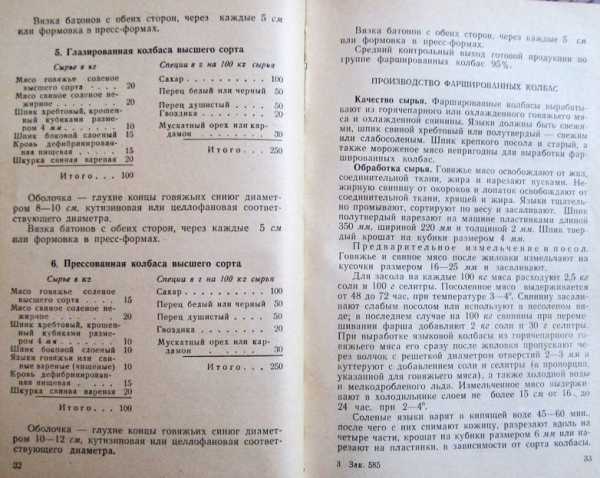 Вязка батонов с обеих сторон, через каждые 5 см
или формовка в пресс-формах.
5. Глазированная колбаса высшего сорта
Сырье в кг
Специи в г на 100 кг сырья
Мясо говяжье соленое
высшего сорта . . . 20
Мясо свиное соленое не-
жирное . . . . . 20
Шпик хребтовый, крошен-
ный кубиками разме-
ром 4 мм . . . . 10
Шпик боковой слоеный 15
Кровь дефибринирован-
ная пищевая . . . . 15
Шкурка свиная вареная 20
Итого . . . 100
Сахар . . . . . . . . . . 100
Перец белый или черный 50
Перец душистый . . . . . 50
Гвоздика . . . . . . . . 20
Мускатный орех или кар-
дамон . . . . . . . . 30
Итого . . . 250
Оболочка — глухие концы говяжьих синюг диамет-
ром 8—10 см, кутизиновая или целлофановая соответ-
ствующего диаметра.
Вязка батонов с обеих сторон, через каждые 5 см
или формовка в пресс-формах.
6. Прессованная колбаса высшего сорта
Сырье в кг
Специи в г на 100 кг сырья
Мясо говяжье соленое
высшего сорта . . . . 15
Мясо свиное соленое не-
жирное . . . . . . 20
Шпик хребтовый, крошен-
ный кубиками разме-
ром 4 мм . . . . . 15
Шпик боковой слоеный 10
Языки говяжьи или сви-
ные вареные (чищеные) 10
Кровь дефибринирован-
ная пищевая . . . . 10
Шкурка свиная вареная 20
Итого . . . 100
Сахар . . . . . . . . . . 100
Перец белый или черный 50
Перец душистый . . . . . 50
Гвоздика . . . . . . . . 20
Мускатный орех или кар-
дамон . . . . . . . . 30
Итого . . . 250
Оболочка — глухие концы говяжьих синюг диамет-
ром 10—12 см, кутизиновая или целлофановая соответ-
ствующего диаметра.
32
Вязка батонов с обеих сторон, через каждые 5 см
или формовка в пресс-формах.
Средний контрольный выход готовой продукции по
группе фаршированных колбас 95%.
ПРОИЗВОДСТВО ФАРШИРОВАННЫХ КОЛБАС
Качество сырья. Фаршированные колбасы вырабаты-
вают из горячепарного или охлажденного говяжьего мяса
и охлажденной свинины. Языки должны быть свежи-
ми, шпик свиной хребтовый или полутвердый — свежим
или слабосоленым. Шпик крепкого посола и старый, а
также мороженое мясо непригодны для выработки фар-
шированных колбас.
Обработка сырья. Говяжье мясо освобождают от жил,
соединительной ткани, жира и нарезают кусками. Не-
жирную свинину от окороков и лопаток освобождают от
соединительной ткани, хрящей и жира. Языки тщатель-
но промывают, сортируют по весу и засаливают. Шпик
полутвердый нарезают на машине пластинками длиной
350 мм, шириной 220 мм и толщиной 2 мм. Шпик твер-
дый крошат на кубики размером 4 мм.
Предварительное измельчение и посол.
Говяжье и свиное мясо после жиловки измельчают на
кусочки размером 16—25 мм и засаливают.
Для засола на каждые 100 кг мяса расходуют 2,5 кг
соли и 100 г селитры. Посоленное мясо выдерживается
от 48 до 72 час, при температуре 3—4°. Свинину засали-
вают слабым посолом или используют в несоленом ви-
де; в последнем случае на 100 кг свинины при переме-
шивании фарша добавляют 2 кг соли и 30 г селитры.
При выработке языковой колбасы из горячепарного го-
вяжьего мяса его сразу после жиловки пропускают че-
рез волчок с решеткой диаметром отверстий 2—3 мм и
куттеруют с добавлением соли и селитры (в пропорции,
указанной для говяжьего мяса), а также холодной воды
и мелкодробленого льда. Измельченное мясо выдержи-
вают в холодильнике слоем не более 15 см от 16 до
24 час. при 2—4°.
Соленые языки варят в кипящей воде 45—60 мин.,
после чего с них снимают кожицу, разрезают вдоль на
четыре части, крошат на кубики размером 6 мм или на-
резают на пластинки, в зависимости от сорта колбасы.
3 Зак. 585
33